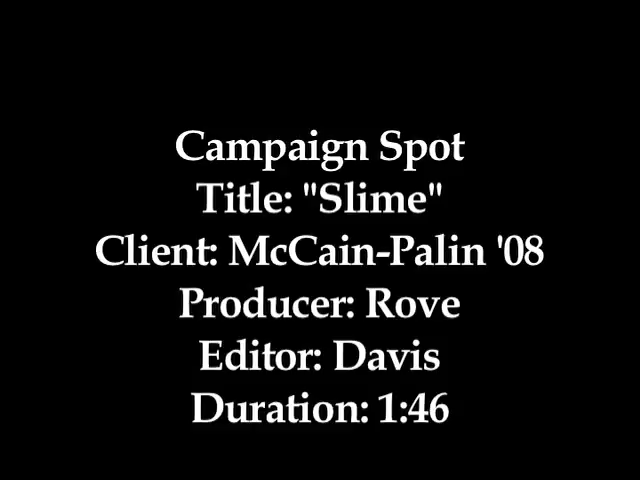 Campaign Spot
Title: "Slime"
Client: McCain-Palin '08
Producer: Rove
Editor: Davis
Duration: 1:46